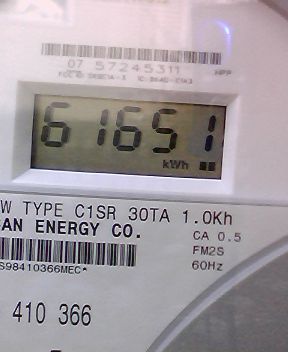 07 57245311
61651
kWh
W TYPE C1SR 30TA 1.0Kh
CAN ENERGY CO.
CA 0.5
FM2S
60Hz
S98410366MEC*
410 366